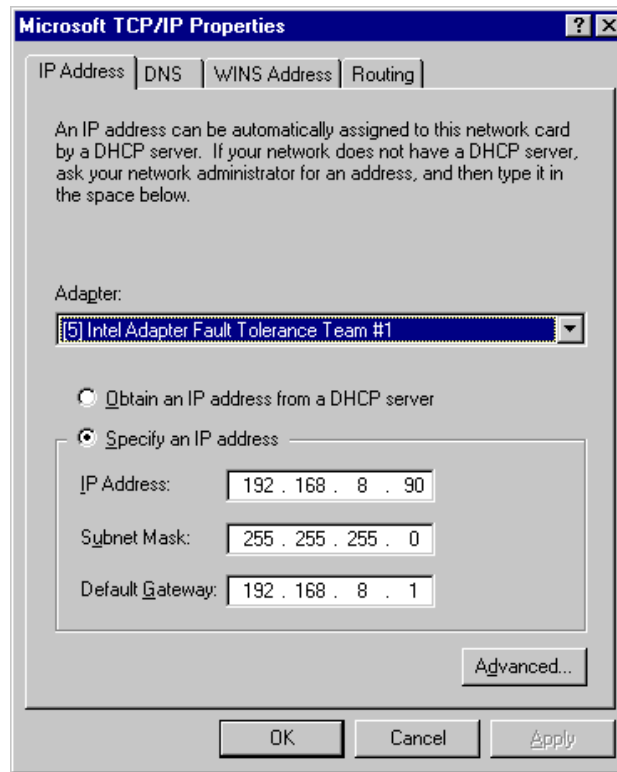 Microsoft TCP/IP Properties
IP Address DNS WINS Address Routing
An IP address can be automatically assigned to this network card
by a DHCP server. If your network does not have a DHCP server,
ask your network administrator for an address, and then type it in
the space below.
Adapter:
[5] Intel Adapter Fault Tolerance Team #1
Obtain an IP address from a DHCP server
Specify an IP address
IP Address: 192 . 168 . 8 . 90
Subnet Mask: 255 . 255 . 255 . 0
Default Gateway: 192 . 168 . 8 . 1
Advanced...
OK Cancel Apply